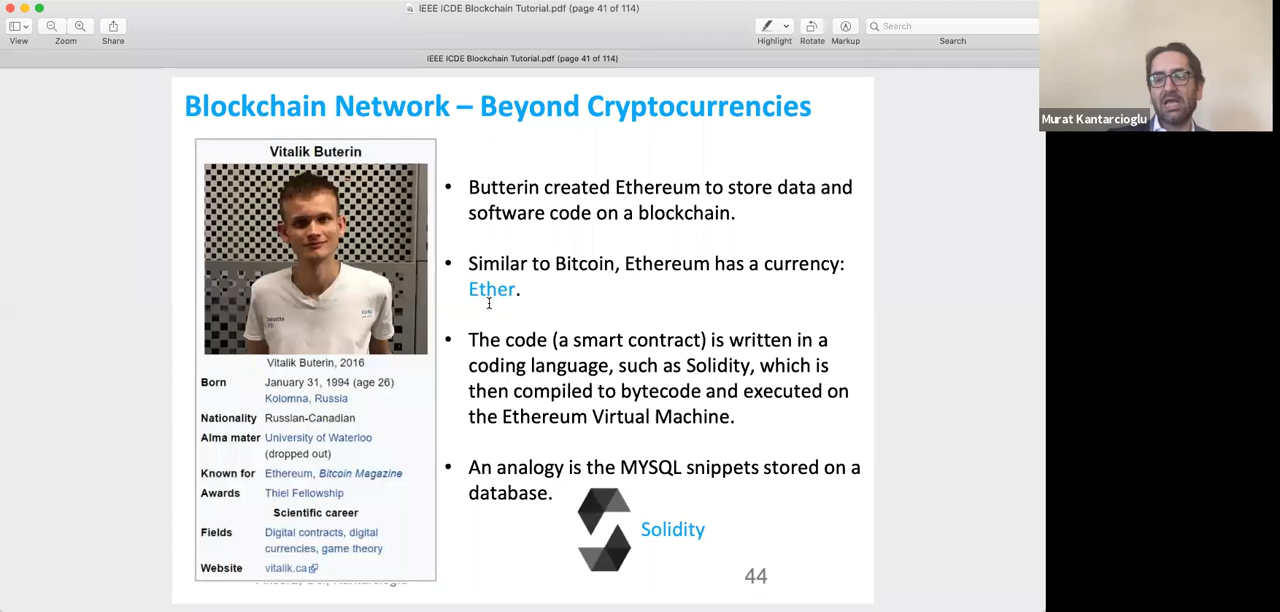 IEEE ICDE Blockchain Tutorial.pdf (page 41 of 114)
View
Zoom
Share
Highlight
Rotate
Markup
Search
Search
IEEE ICDE Blockchain Tutorial.pdf (page 41 of 114)
Murat Kantarcioglu
Blockchain Network – Beyond Cryptocurrencies
Vitalik Buterin
Vitalik Buterin, 2016
Born January 31, 1994 (age 26)
Kolomna, Russia
Nationality Russian-Canadian
Alma mater University of Waterloo
(dropped out)
Known for Ethereum, Bitcoin Magazine
Awards Thiel Fellowship
Scientific career
Fields Digital contracts, digital
currencies, game theory
Website vitalik.ca
• Butterin created Ethereum to store data and
software code on a blockchain.
• Similar to Bitcoin, Ethereum has a currency:
Ether.
• The code (a smart contract) is written in a
coding language, such as Solidity, which is
then compiled to bytecode and executed on
the Ethereum Virtual Machine.
• An analogy is the MYSQL snippets stored on a
database.
Solidity
44